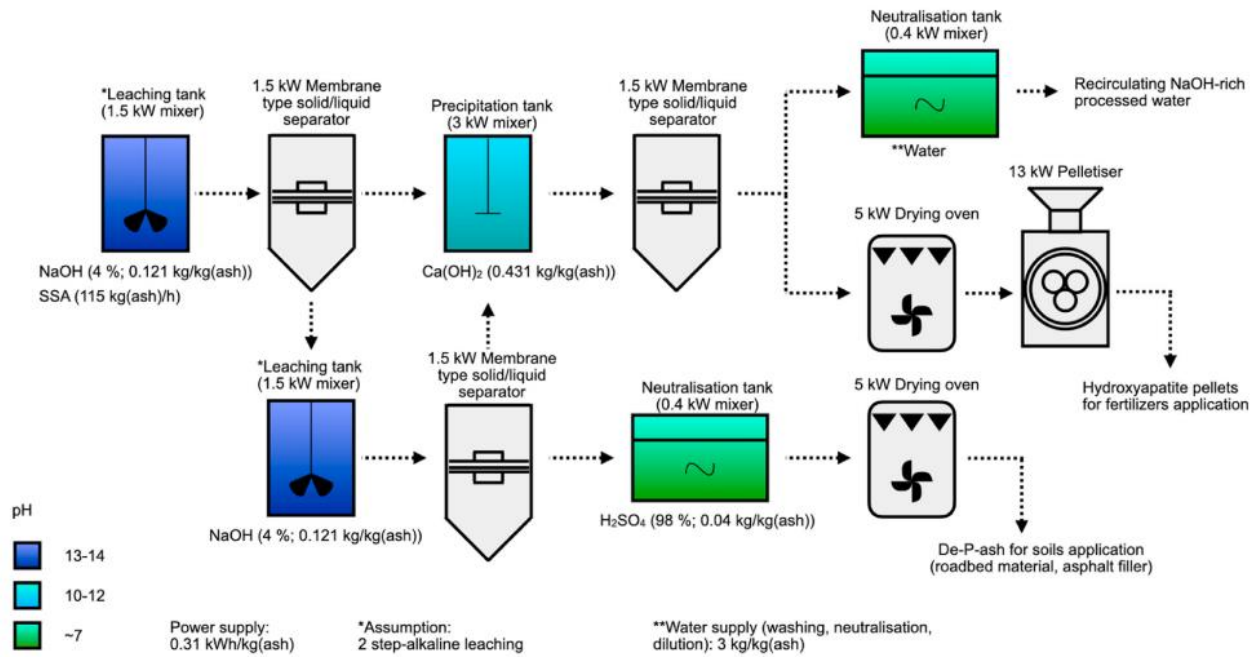 Neutralisation tank
(0.4 kW mixer)
*Leaching tank
(1.5 kW mixer)
1.5 kW Membrane
type solid/liquid
separator
Precipitation tank
(3 kW mixer)
1.5 kW Membrane
type solid/liquid
separator
Recirculating NaOH-rich
processed water
**Water
13 kW Pelletiser
5 kW Drying oven
NaOH (4 %; 0.121 kg/kg(ash))
SSA (115 kg(ash)/h)
Ca(OH)₂ (0.431 kg/kg(ash))
*Leaching tank
(1.5 kW mixer)
1.5 kW Membrane
type solid/liquid
separator
Neutralisation tank
(0.4 kW mixer)
5 kW Drying oven
Hydroxyapatite pellets
for fertilizers application
NaOH (4 %; 0.121 kg/kg(ash))
H₂SO₄ (98 %; 0.04 kg/kg(ash))
De-P-ash for soils application
(roadbed material, asphalt filler)
pH
13-14
10-12
~7
Power supply:
0.31 kWh/kg(ash)
*Assumption:
2 step-alkaline leaching
**Water supply (washing, neutralisation,
dilution): 3 kg/kg(ash)